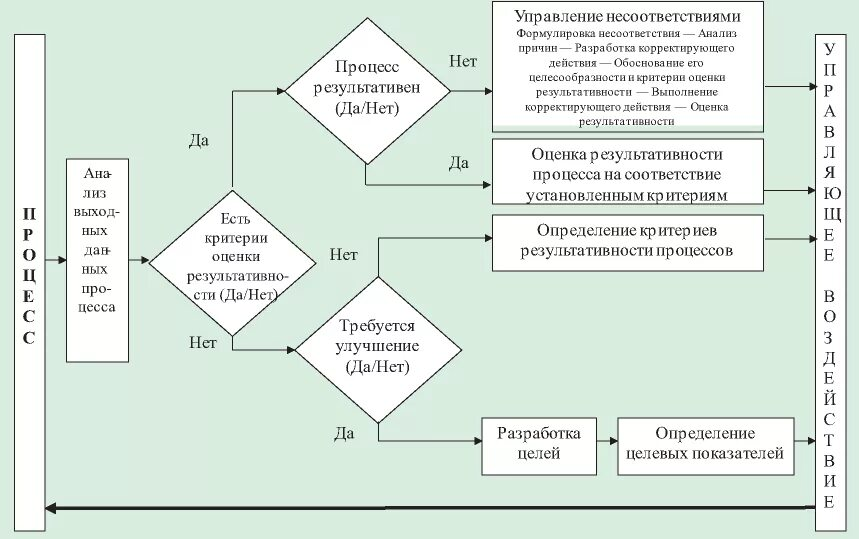 ПРОЦЕСС
Ана-
лиз
выход-
ных
дан-
ных
про-
цесса
Есть
критерии
оценки
результативно-
сти (Да/Нет)
Да
Нет
Процесс
результативен
(Да/Нет)
Нет
Да
Требуется
улучшение
(Да/Нет)
Нет
Да
Управление несоответствиями
Формулировка несоответствия — Анализ
причин — Разработка корректирующего
действия — Обоснование его
целесообразности и критерии оценки
результативности — Выполнение
корректирующего действия — Оценка
результативности
Оценка результативности
процесса на соответствие
установленным критериям
Определение критериев
результативности процессов
Разработка
целей
Определение
целевых показателей
УПРАВЛЯЮЩЕЕ ВОЗДЕЙСТВИЕ